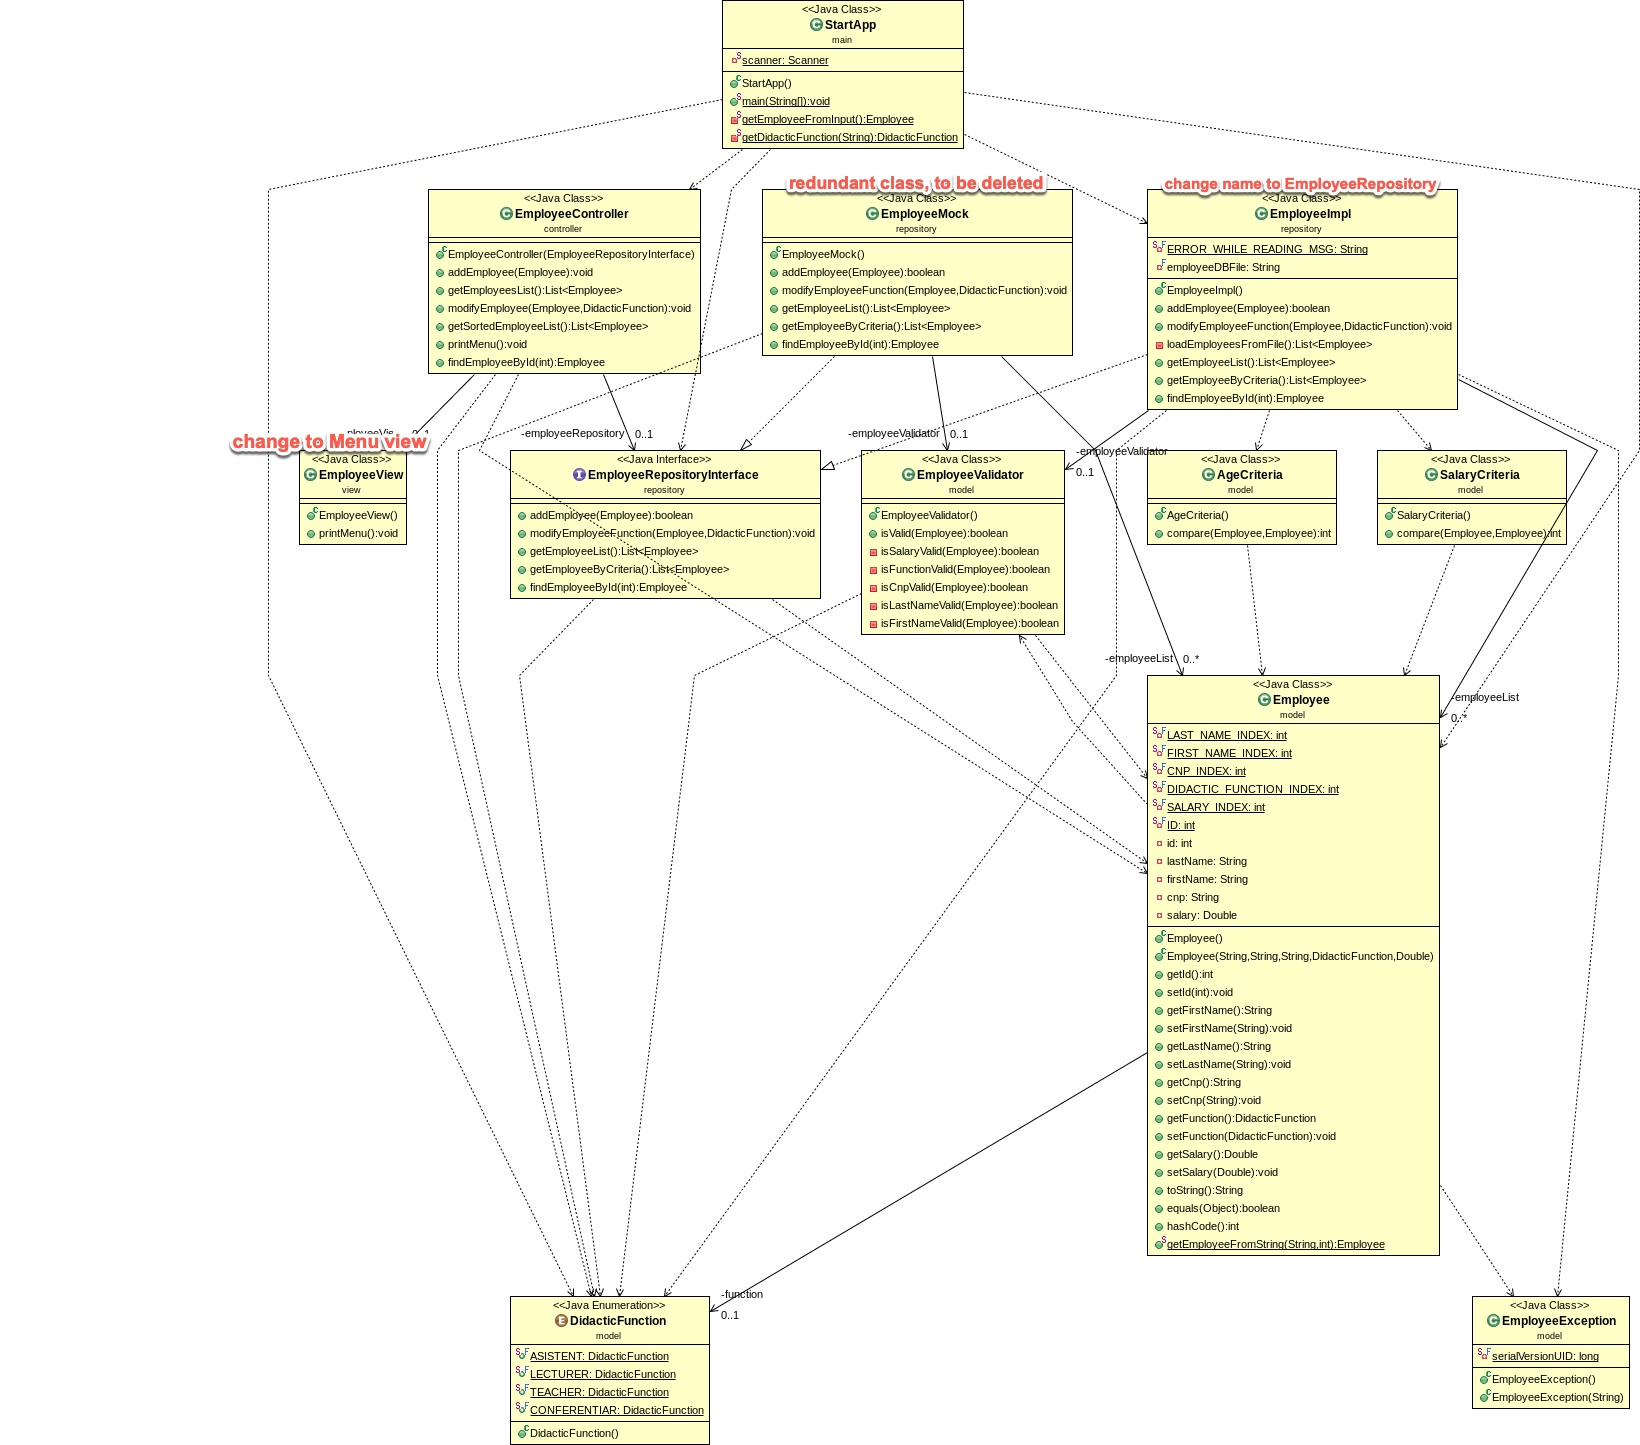 <<Java Class>>
StartApp
main
scanner: Scanner
StartApp()
main(String[]):void
getEmployeeFromInput():Employee
getDidacticFunction(String):DidacticFunction
<<Java Class>>
EmployeeController
controller
EmployeeController(EmployeeRepositoryInterface)
addEmployee(Employee):void
getEmployeesList():List<Employee>
modifyEmployee(Employee,DidacticFunction):void
getSortedEmployeeList():List<Employee>
printMenu():void
findEmployeeById(int):Employee
redundant class, to be deleted
<<Java Class>>
EmployeeMock
repository
EmployeeMock()
addEmployee(Employee):boolean
modifyEmployeeFunction(Employee,DidacticFunction):void
getEmployeeList():List<Employee>
getEmployeeByCriteria():List<Employee>
findEmployeeById(int):Employee
change name to EmployeeRepository
<<Java Class>>
EmployeeImpl
repository
ERROR_WHILE_READING_MSG: String
employeeDBFile: String
EmployeeImpl()
addEmployee(Employee):boolean
modifyEmployeeFunction(Employee,DidacticFunction):void
loadEmployeesFromFile():List<Employee>
getEmployeeList():List<Employee>
getEmployeeByCriteria():List<Employee>
findEmployeeById(int):Employee
change to Menu view
<<Java Class>>
EmployeeView
view
EmployeeView()
printMenu():void
-employeeRepository 0..1
<<Java Interface>>
EmployeeRepositoryInterface
repository
addEmployee(Employee):boolean
modifyEmployeeFunction(Employee,DidacticFunction):void
getEmployeeList():List<Employee>
getEmployeeByCriteria():List<Employee>
findEmployeeById(int):Employee
-employeeValidator 0..1
<<Java Class>>
EmployeeValidator
model
EmployeeValidator()
isValid(Employee):boolean
isSalaryValid(Employee):boolean
isFunctionValid(Employee):boolean
isCnpValid(Employee):boolean
isLastNameValid(Employee):boolean
isFirstNameValid(Employee):boolean
-employeeValidator
0..1
<<Java Class>>
AgeCriteria
model
AgeCriteria()
compare(Employee,Employee):int
<<Java Class>>
SalaryCriteria
model
SalaryCriteria()
compare(Employee,Employee):int
-employeeList 0..*
-employeeList
0..*
<<Java Class>>
Employee
model
LAST_NAME_INDEX: int
FIRST_NAME_INDEX: int
CNP_INDEX: int
DIDACTIC_FUNCTION_INDEX: int
SALARY_INDEX: int
ID: int
id: int
lastName: String
firstName: String
cnp: String
salary: Double
Employee()
Employee(String,String,String,DidacticFunction,Double)
getId():int
setId(int):void
getFirstName():String
setFirstName(String):void
getLastName():String
setLastName(String):void
getCnp():String
setCnp(String):void
getFunction():DidacticFunction
setFunction(DidacticFunction):void
getSalary():Double
setSalary(Double):void
toString():String
equals(Object):boolean
hashCode():int
getEmployeeFromString(String,int):Employee
-function
0..1
<<Java Enumeration>>
DidacticFunction
model
ASISTENT: DidacticFunction
LECTURER: DidacticFunction
TEACHER: DidacticFunction
CONFERENTIAR: DidacticFunction
DidacticFunction()
<<Java Class>>
EmployeeException
model
serialVersionUID: long
EmployeeException()
EmployeeException(String)